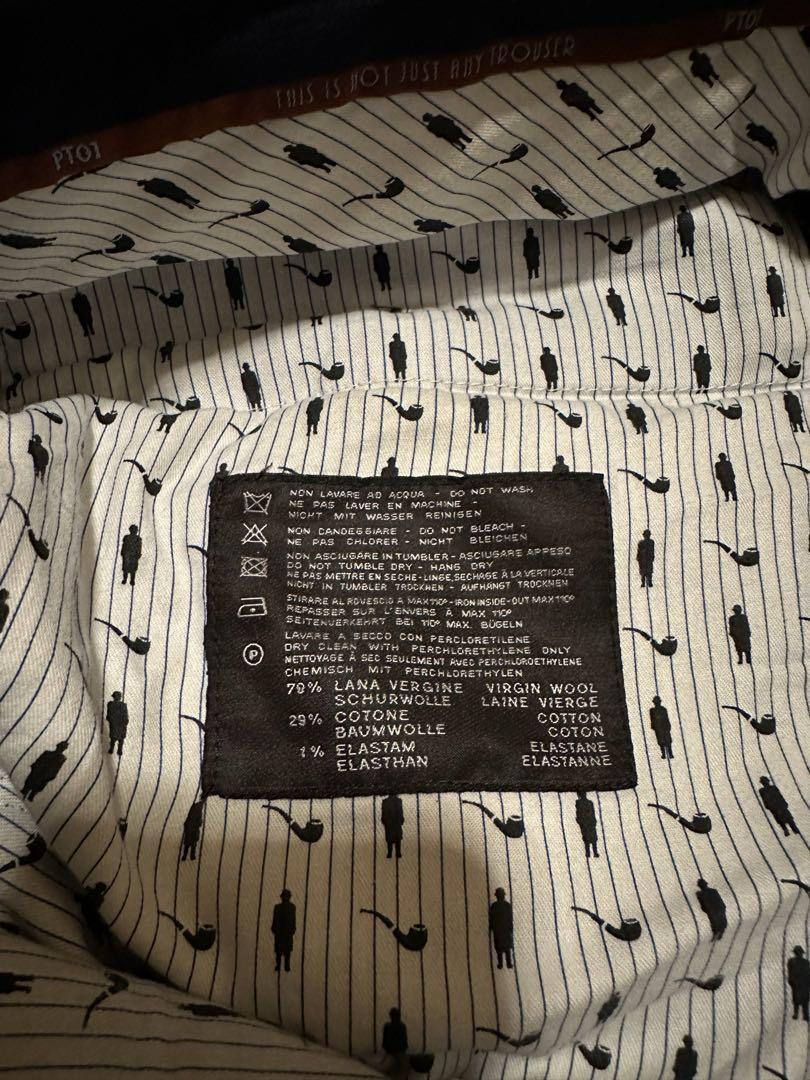 PT01
THIS IS NOT JUST ANY TROUSER
PT01
NON LAVARE AD ACQUA - DO NOT WASH
NE PAS LAVER EN MACHINE -
NICHT MIT WASSER REINIGEN
NON CANDEGGIARE - DO NOT BLEACH -
NE PAS CHLORER - NICHT BLEICHEN
NON ASCIUGARE IN TUMBLER - ASCIUGARE APPESO
DO NOT TUMBLE DRY - HANG DRY
NE PAS METTRE EN SECHE-LINGE, SECHAGE À LA VERTICALE
NICHT IN TUMBLER TROCKNEN - AUFHÄNGT TROCKNEN
STIRARE AL ROVESCIO A MAX 110° - IRON INSIDE-OUT MAX 110°
REPASSER SUR L'ENVERS À MAX 110°
SEITENVERKEHRT BEI 110° MAX. BÜGELN
P
LAVARE A SECCO CON PERCLORETILENE
DRY CLEAN WITH PERCHLORETHYLENE ONLY
NETTOYAGE À SEC SEULEMENT AVEC PERCHLOROETHYLENE
CHEMISCH MIT PERCHLORETHYLEN
70% LANA VERGINE VIRGIN WOOL
SCHURWOLLE LAINE VIERGE
29% COTONE COTTON
BAUMWOLLE COTON
1% ELASTAM ELASTANE
ELASTHAN ELASTANNE